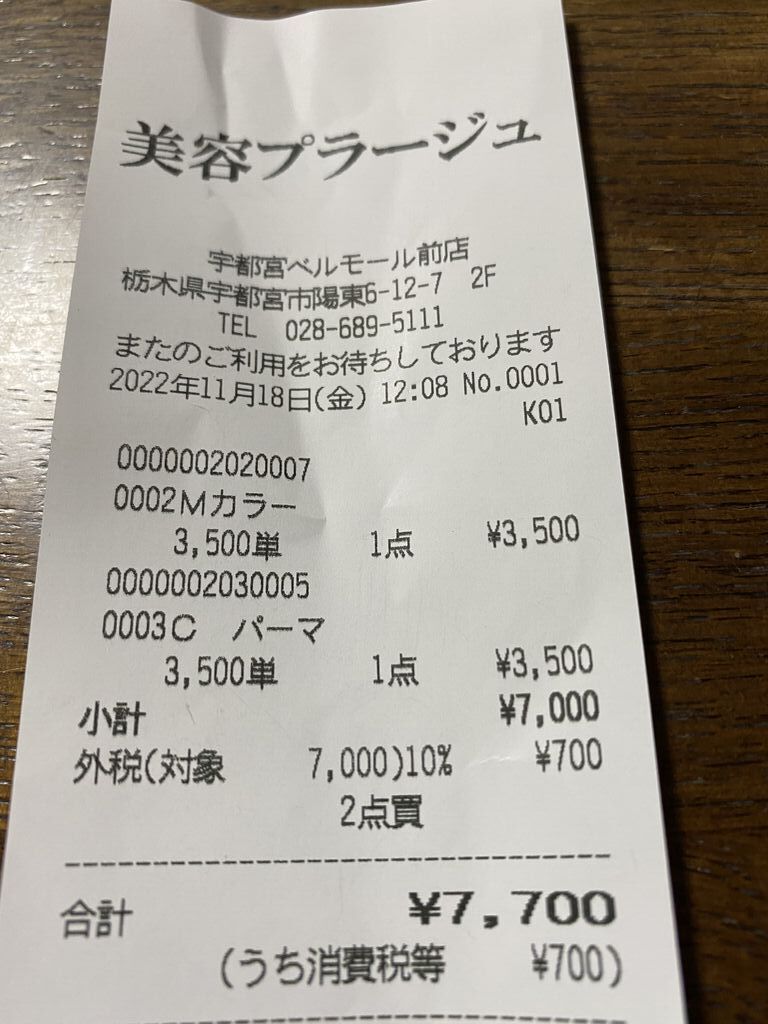 美容プラージュ
宇都宮ベルモール前店
栃木県宇都宮市陽東6-12-7 2F
TEL 028-689-5111
またのご利用をお待ちしております
2022年11月18日(金) 12:08 No.0001
K01
0000002020007
0002Mカラー
3,500単 1点 ¥3,500
0000002030005
0003C パーマ
3,500単 1点 ¥3,500
小計 ¥7,000
外税(対象 7,000)10% ¥700
2点買
合計 ¥7,700
(うち消費税等 ¥700)